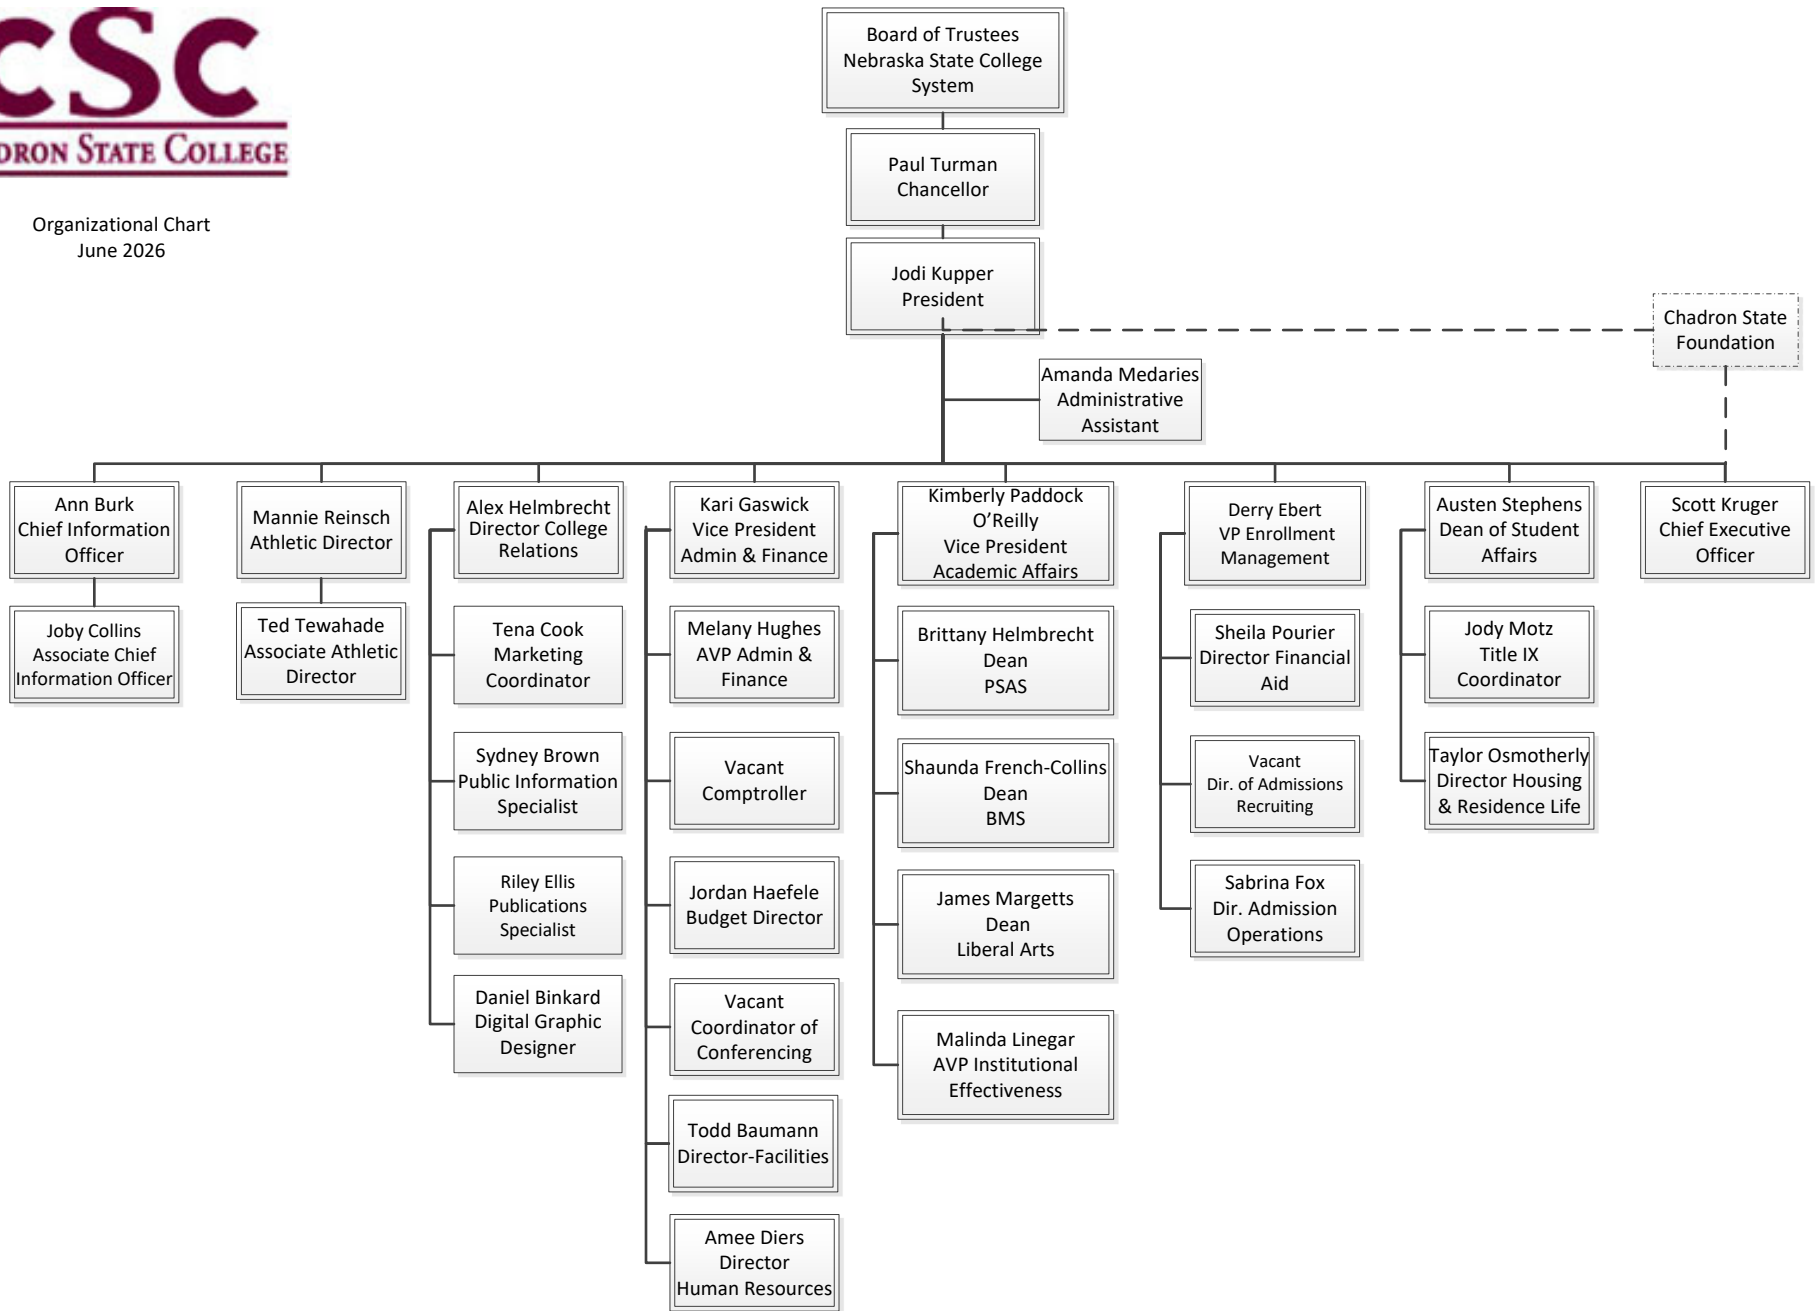 CSC
DRON STATE COLLEGE
Organizational Chart
June 2026
Board of Trustees
Nebraska State College
System
Paul Turman
Chancellor
Jodi Kupper
President
Chadron State
Foundation
Amanda Medaries
Administrative
Assistant
Ann Burk
Chief Information
Officer
Mannie Reinsch
Athletic Director
Alex Helmbrecht
Director College
Relations
Kari Gaswick
Vice President
Admin & Finance
Kimberly Paddock
O’Reilly
Vice President
Academic Affairs
Derry Ebert
VP Enrollment
Management
Austen Stephens
Dean of Student
Affairs
Scott Kruger
Chief Executive
Officer
Joby Collins
Associate Chief
Information Officer
Ted Tewahade
Associate Athletic
Director
Tena Cook
Marketing
Coordinator
Melany Hughes
AVP Admin &
Finance
Brittany Helmbrecht
Dean
PSAS
Sheila Pourier
Director Financial
Aid
Jody Motz
Title IX
Coordinator
Sydney Brown
Public Information
Specialist
Vacant
Comptroller
Shaunda French-Collins
Dean
BMS
Vacant
Dir. of Admissions
Recruiting
Taylor Osmotherly
Director Housing
& Residence Life
Riley Ellis
Publications
Specialist
Jordan Haefele
Budget Director
James Margetts
Dean
Liberal Arts
Sabrina Fox
Dir. Admission
Operations
Daniel Binkard
Digital Graphic
Designer
Vacant
Coordinator of
Conferencing
Malinda Linegar
AVP Institutional
Effectiveness
Todd Baumann
Director-Facilities
Amee Diers
Director
Human Resources